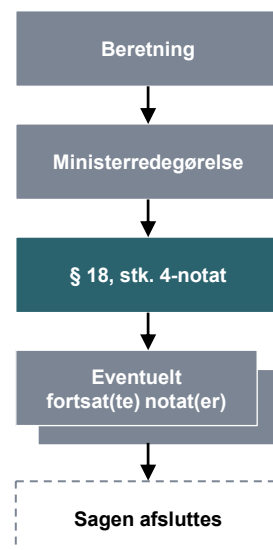 Beretning
Ministerredegørelse
§ 18, stk. 4-notat
Eventuelt
fortsat(te) notat(er)
Sagen afsluttes